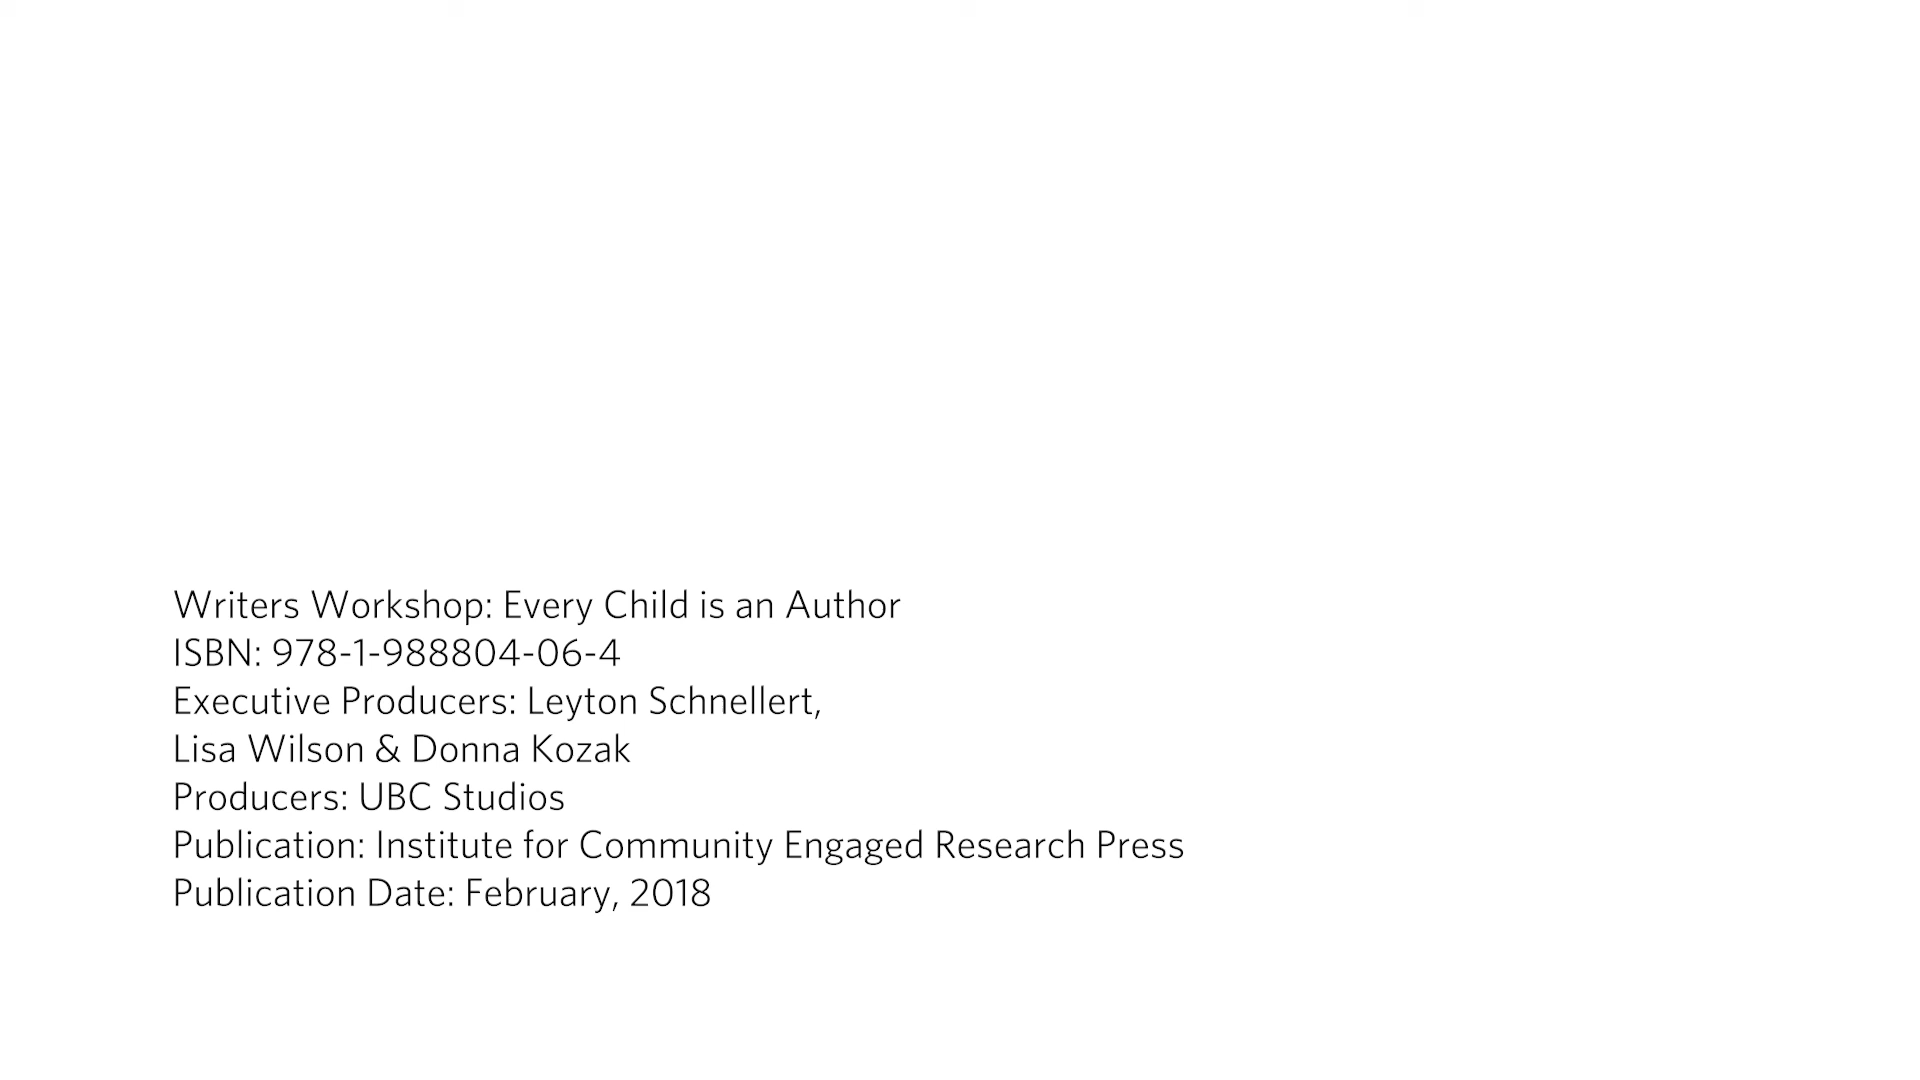 Writers Workshop: Every Child is an Author
ISBN: 978-1-988804-06-4
Executive Producers: Leyton Schnellert,
Lisa Wilson & Donna Kozak
Producers: UBC Studios
Publication: Institute for Community Engaged Research Press
Publication Date: February, 2018